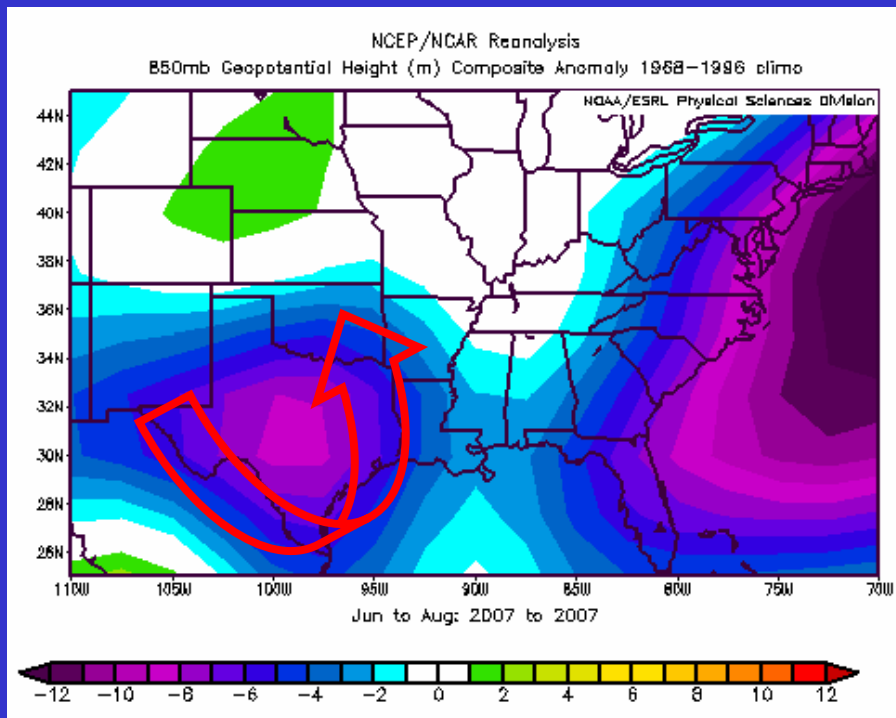 NCEP/NCAR Reanalysis
850mb Geopotential Height (m) Composite Anomaly 1968-1996 climo
NOAA/ESRL Physical Sciences Division
44N
42N
40N
38N
36N
34N
32N
30N
28N
26N
110W 105W 100W 95W 90W 85W 80W 75W 70W
Jun to Aug: 2007 to 2007
-12 -10 -8 -6 -4 -2 0 2 4 6 8 10 12